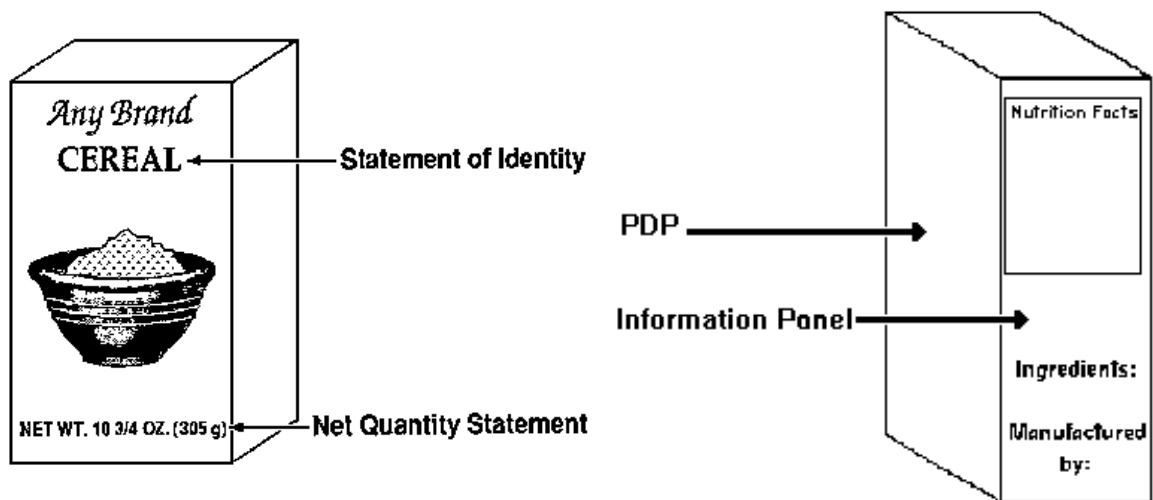 Any Brand
CEREAL
Statement of Identity
NET WT. 10 3/4 OZ. (305 g)
Net Quantity Statement
PDP
Information Panel
Nutrition Facts
Ingredients:
Manufactured
by: